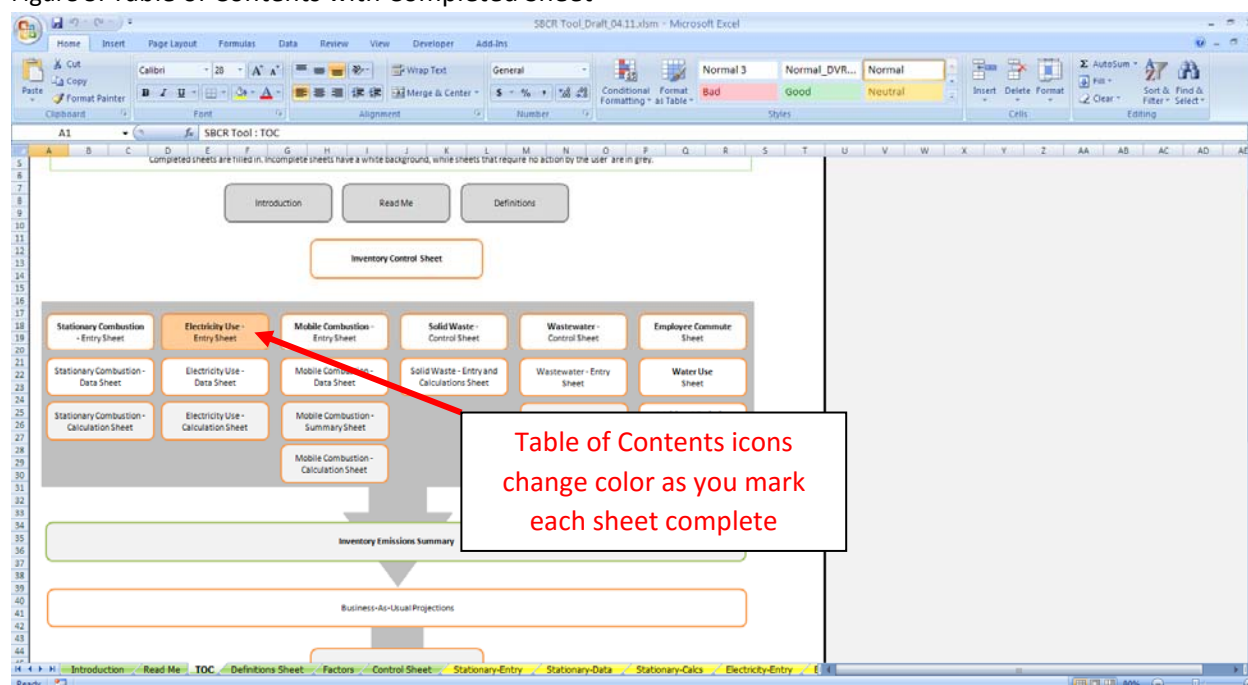 SBCR Tool_Draft_04.11.xlsm - Microsoft Excel
Home Insert Page Layout Formulas Data Review View Developer Add-Ins
Cut
Copy
Format Painter
Paste
Clipboard
Calibri 20
Font
Wrap Text
Merge & Center
Alignment
General
Number
Conditional Formatting
Format as Table
Normal 3 Normal_DVR... Normal
Bad Good Neutral
Styles
Insert Delete Format
Cells
Σ AutoSum
Fill
Clear
Sort & Filter
Find & Select
Editing
A1 fx SBCR Tool : TOC
A B C D E F G H I J K L M N O P Q R S T U V W X Y Z AA AB AC AD
Completed sheets are filled in. Incomplete sheets have a white background, while sheets that require no action by the user are in grey.
Introduction Read Me Definitions
Inventory Control Sheet
Stationary Combustion
- Entry Sheet
Electricity Use -
Entry Sheet
Mobile Combustion -
Entry Sheet
Solid Waste -
Control Sheet
Wastewater -
Control Sheet
Employee Commute
Sheet
Stationary Combustion -
Data Sheet
Electricity Use -
Data Sheet
Mobile Combustion -
Data Sheet
Solid Waste - Entry and
Calculations Sheet
Wastewater - Entry
Sheet
Water Use
Sheet
Stationary Combustion -
Calculation Sheet
Electricity Use -
Calculation Sheet
Mobile Combustion -
Summary Sheet
Mobile Combustion -
Calculation Sheet
Table of Contents icons
change color as you mark
each sheet complete
Inventory Emissions Summary
Business-As-Usual Projections
Introduction Read Me TOC Definitions Sheet Factors Control Sheet Stationary-Entry Stationary-Data Stationary-Calcs Electricity-Entry
Ready
80%